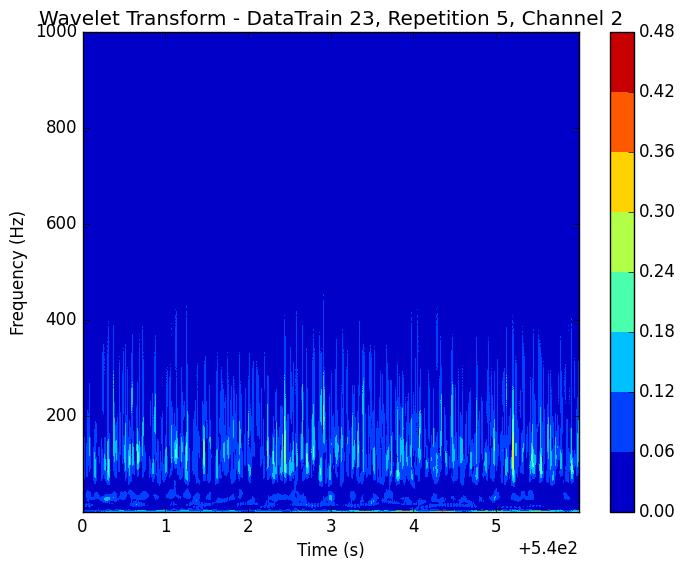 Wavelet Transform - DataTrain 23, Repetition 5, Channel 2
1000
800
600
400
200
Frequency (Hz)
0 1 2 3 4 5
+5.4e2
Time (s)
0.48
0.42
0.36
0.30
0.24
0.18
0.12
0.06
0.00